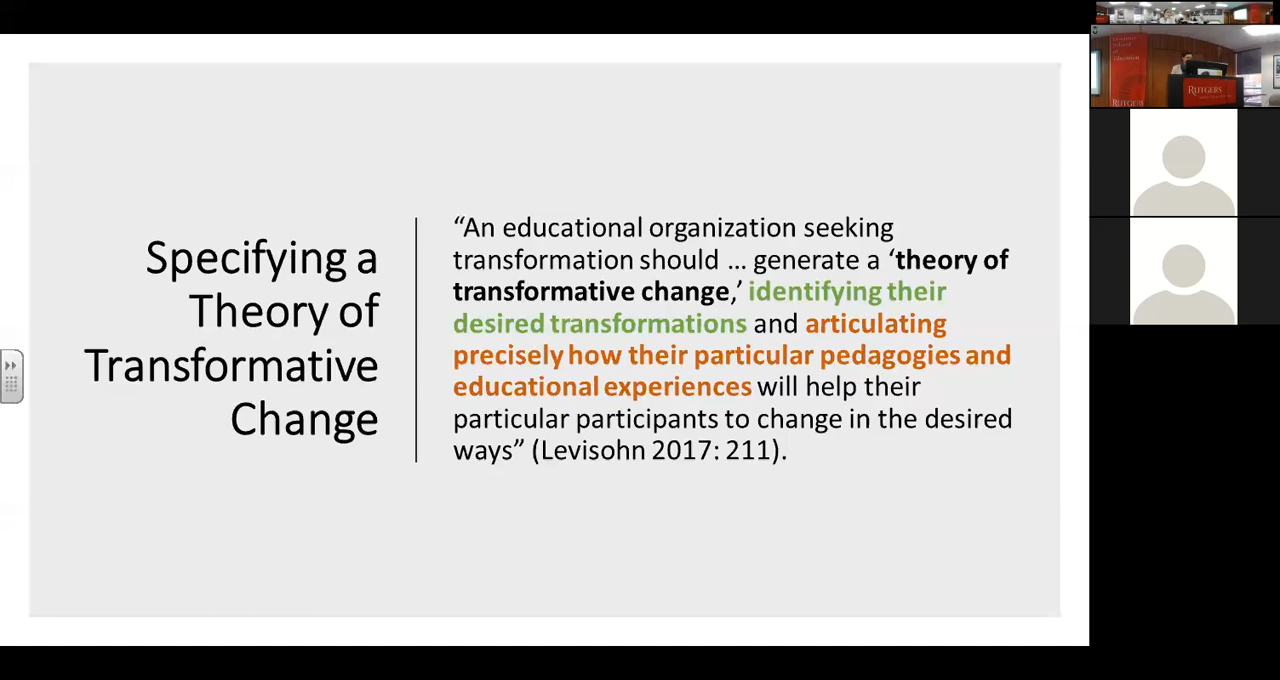 Specifying a
Theory of
Transformative
Change
“An educational organization seeking
transformation should … generate a ‘theory of
transformative change,’ identifying their
desired transformations and articulating
precisely how their particular pedagogies and
educational experiences will help their
particular participants to change in the desired
ways” (Levisohn 2017: 211).
RUTGERS
RUTGERS